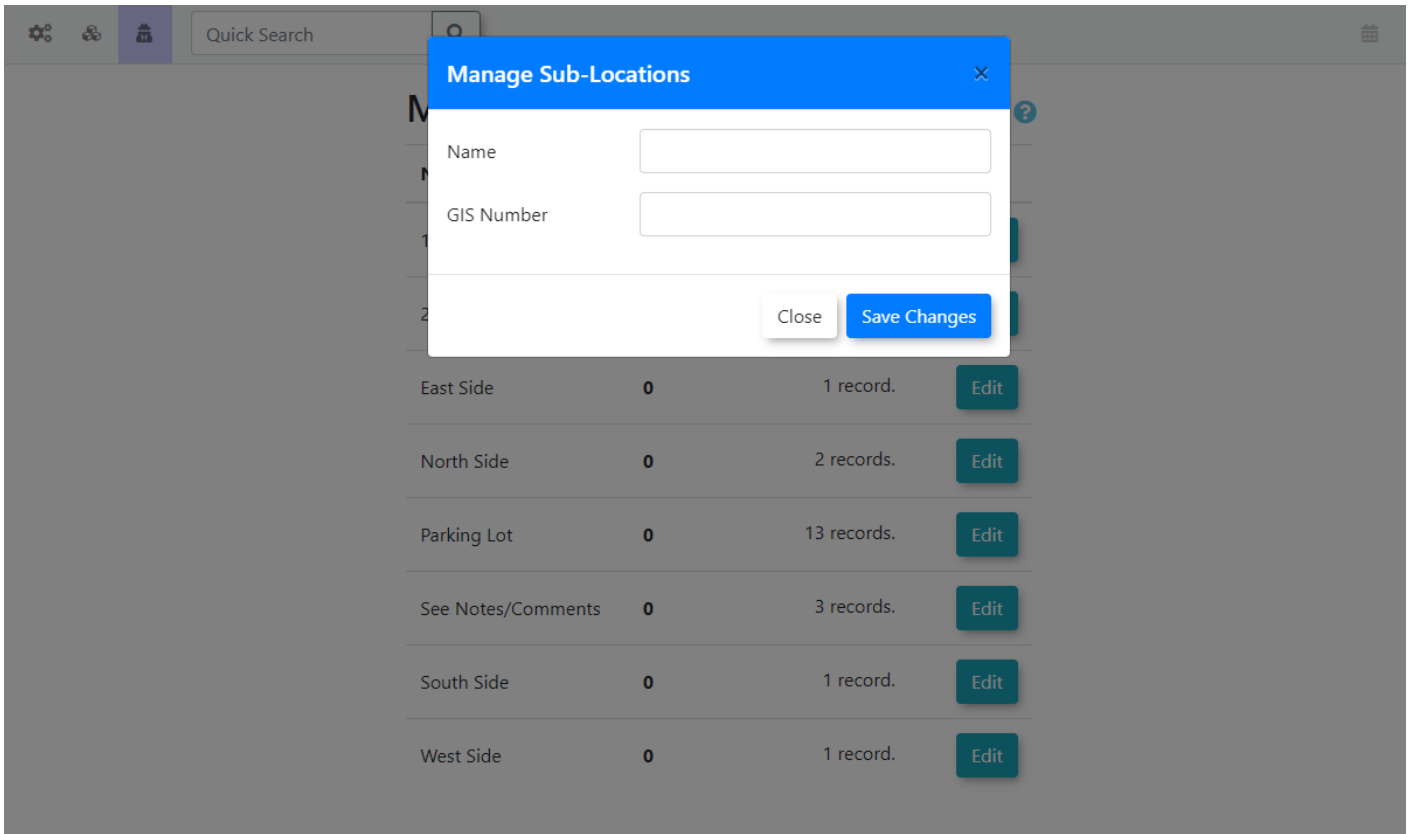 Quick Search
Manage Sub-Locations ×
M
Name
N
GIS Number
1
2
Close Save Changes
East Side 0 1 record. Edit
North Side 0 2 records. Edit
Parking Lot 0 13 records. Edit
See Notes/Comments 0 3 records. Edit
South Side 0 1 record. Edit
West Side 0 1 record. Edit